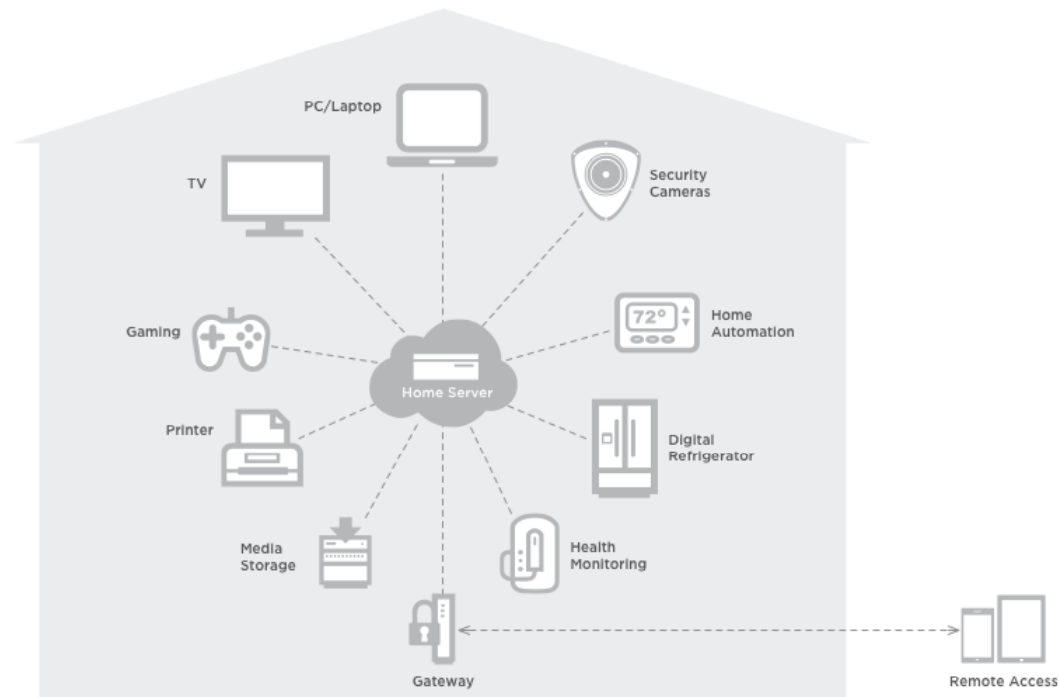 PC/Laptop
TV
Security
Cameras
Gaming
72°
Home
Automation
Home Server
Printer
Digital
Refrigerator
Media
Storage
Health
Monitoring
Gateway
Remote Access